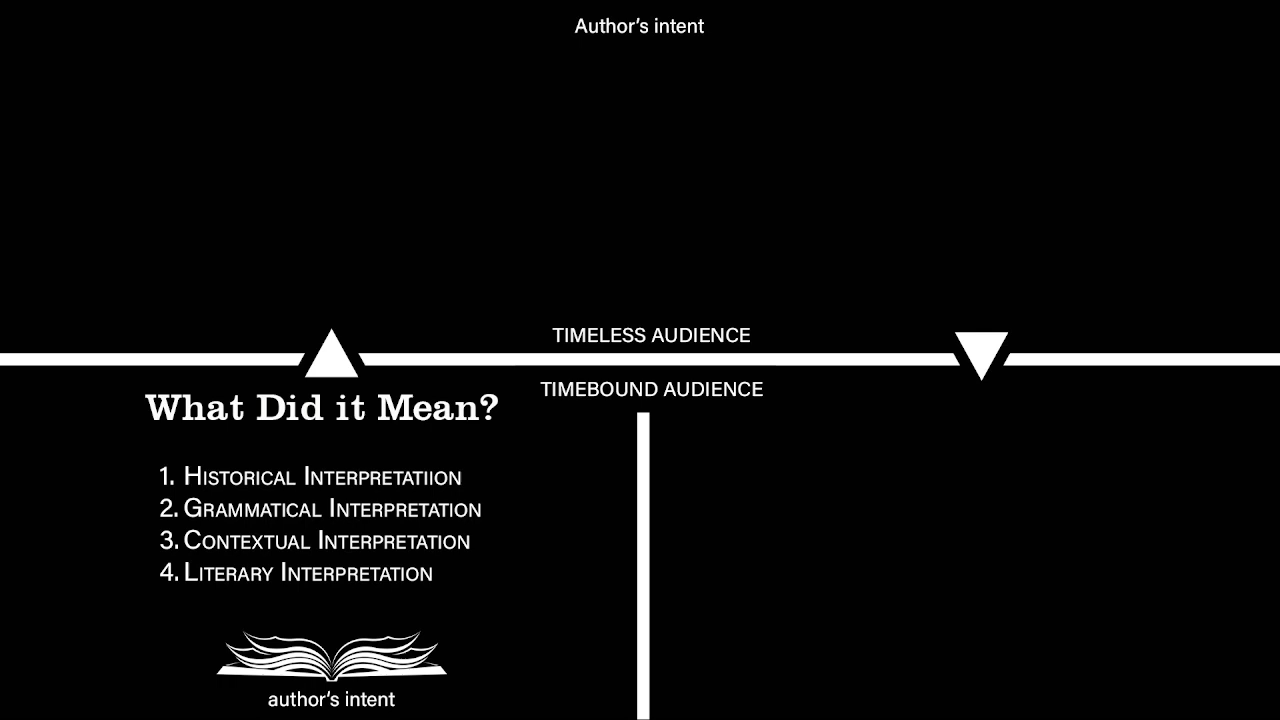 Author’s intent
TIMELESS AUDIENCE
TIMEBOUND AUDIENCE
What Did it Mean?
1. Historical Interpretatiion
2. Grammatical Interpretation
3. Contextual Interpretation
4. Literary Interpretation
author’s intent